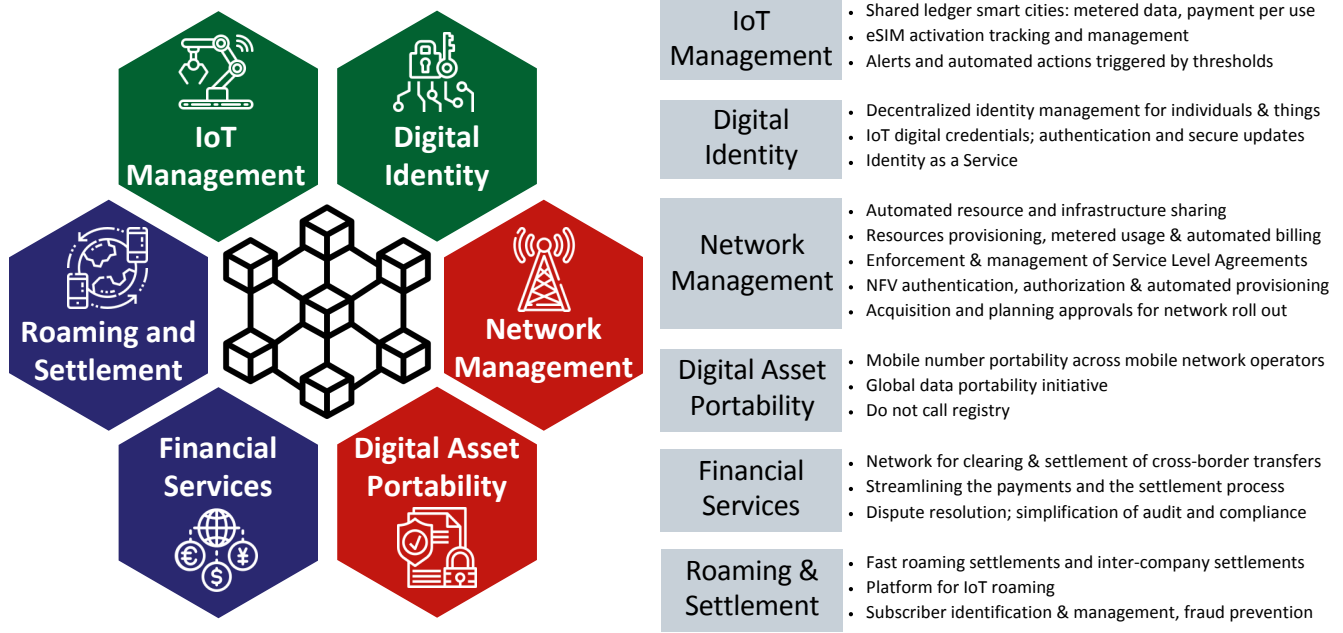 IoT
Management
Digital
Identity
Roaming and
Settlement
Network
Management
Financial
Services
Digital Asset
Portability
€
$
¥
IoT
Management
• Shared ledger smart cities: metered data, payment per use
• eSIM activation tracking and management
• Alerts and automated actions triggered by thresholds
Digital
Identity
• Decentralized identity management for individuals & things
• IoT digital credentials; authentication and secure updates
• Identity as a Service
Network
Management
• Automated resource and infrastructure sharing
• Resources provisioning, metered usage & automated billing
• Enforcement & management of Service Level Agreements
• NFV authentication, authorization & automated provisioning
• Acquisition and planning approvals for network roll out
Digital Asset
Portability
• Mobile number portability across mobile network operators
• Global data portability initiative
• Do not call registry
Financial
Services
• Network for clearing & settlement of cross-border transfers
• Streamlining the payments and the settlement process
• Dispute resolution; simplification of audit and compliance
Roaming &
Settlement
• Fast roaming settlements and inter-company settlements
• Platform for IoT roaming
• Subscriber identification & management, fraud prevention